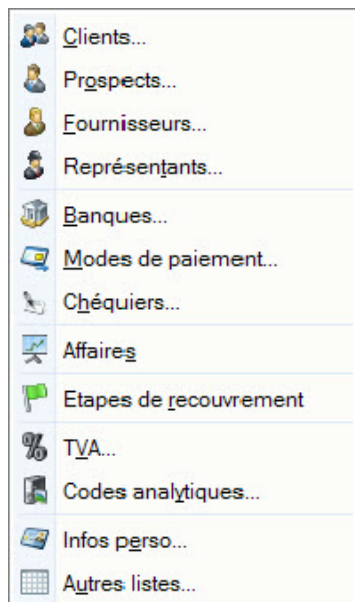 Clients...
Prospects...
Fournisseurs...
Représentants...
Banques...
Modes de paiement...
Chéquiers...
Affaires
Etapes de recouvrement
TVA...
Codes analytiques...
Infos perso...
Autres listes...